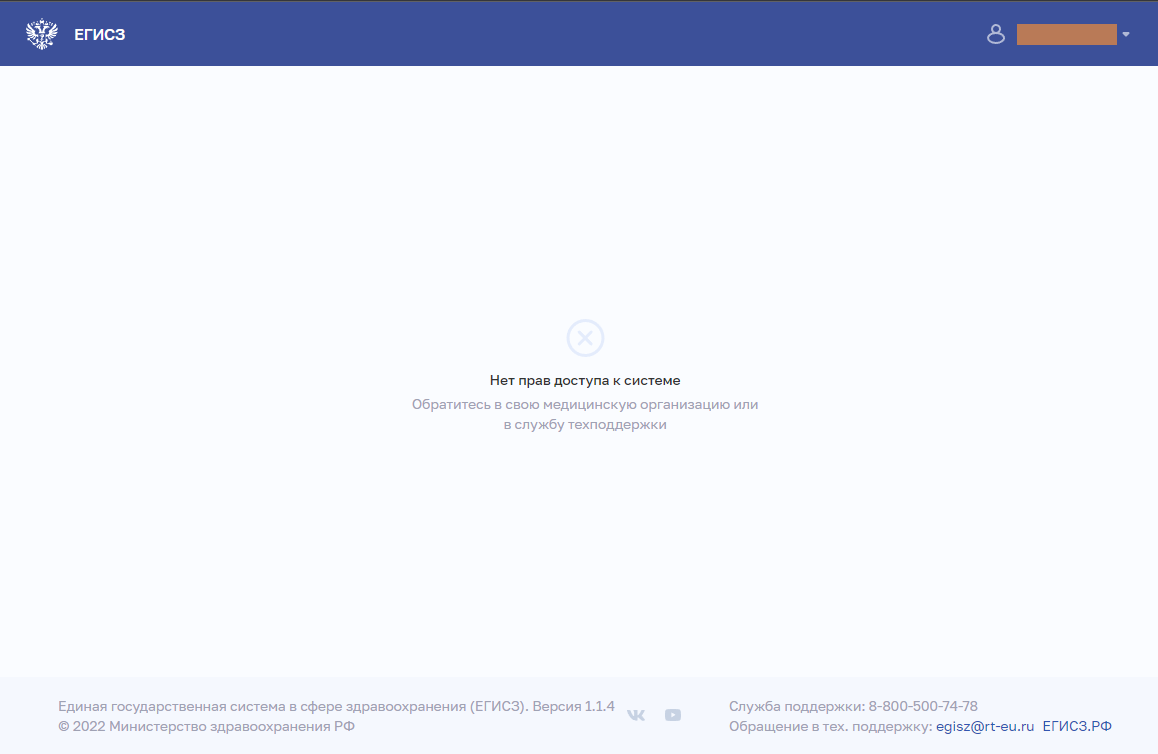 ЕГИСЗ
Нет прав доступа к системе
Обратитесь в свою медицинскую организацию или
в службу техподдержки
Единая государственная система в сфере здравоохранения (ЕГИСЗ). Версия 1.1.4
© 2022 Министерство здравоохранения РФ
Служба поддержки: 8-800-500-74-78
Обращение в тех. поддержку: egisz@rt-eu.ru ЕГИСЗ.РФ